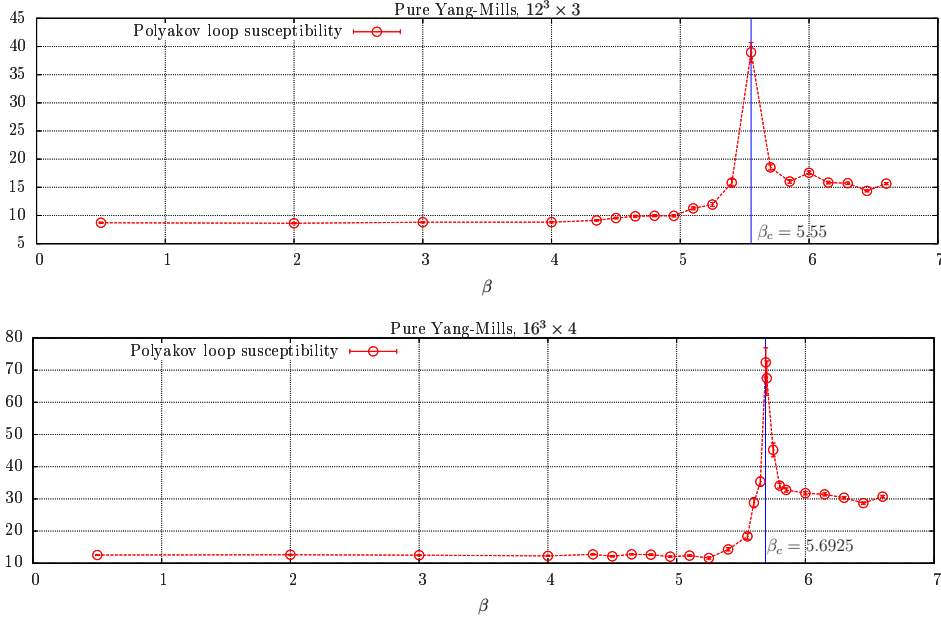 Pure Yang-Mills, 12³ × 3
Polyakov loop susceptibility
45
40
35
30
25
20
15
10
5
β_c = 5.55
0 1 2 3 4 5 6 7
β
Pure Yang-Mills, 16³ × 4
Polyakov loop susceptibility
80
70
60
50
40
30
20
10
β_c = 5.6925
0 1 2 3 4 5 6 7
β